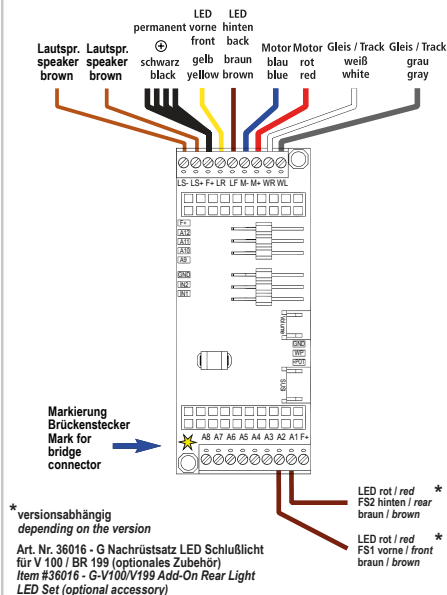 LED LED
permanent vorne hinten
⊕ front back
Lautspr. Lautspr. Motor Motor Gleis / Track Gleis / Track
speaker speaker schwarz gelb braun blau rot weiß grau
brown brown black yellow brown blue red white gray
LS- LS+ F+ LR LF M- M+ WR WL
F+
A12
A11
A10
A9
GND
IN2
IN1
GND
WP
+POT
SUS
Markierung
Brückenstecker
Mark for
bridge
connector
A8 A7 A6 A5 A4 A3 A2 A1 F+
LED rot / red *
FS2 hinten / rear
braun / brown
LED rot / red *
FS1 vorne / front
braun / brown
* versionsabhängig
depending on the version
Art. Nr. 36016 - G Nachrüstsatz LED Schlußlicht
für V 100 / BR 199 (optionales Zubehör)
Item #36016 - G-V100/V199 Add-On Rear Light
LED Set (optional accessory)